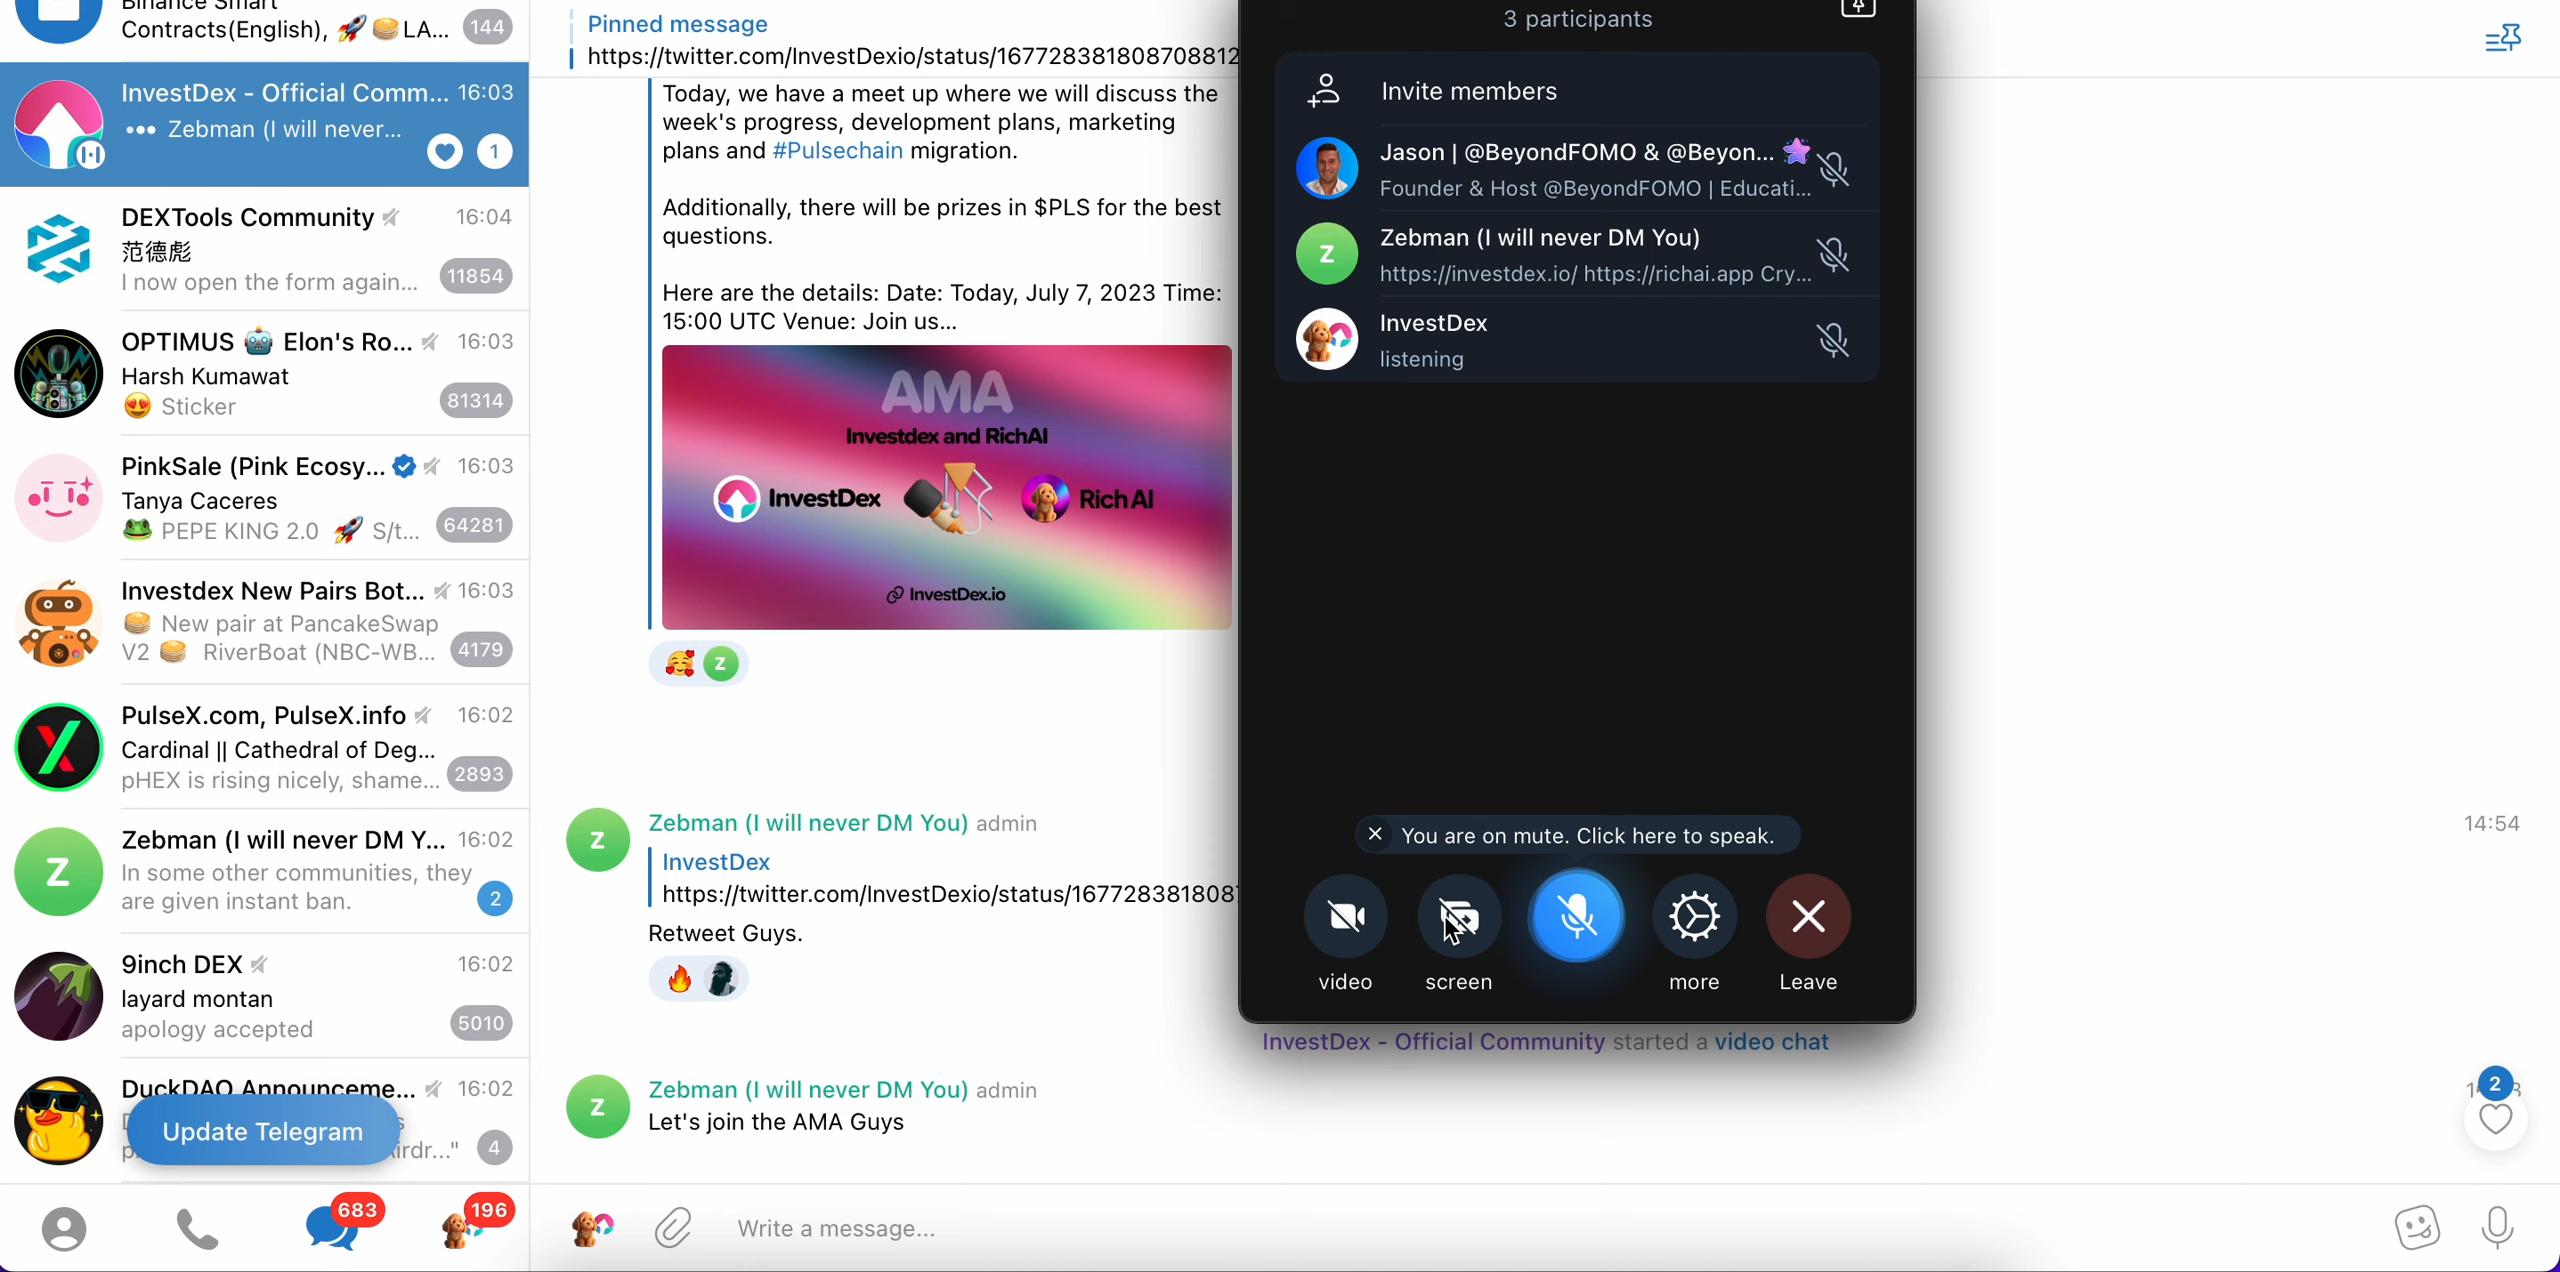 Contracts(English), 🚀🥞LA... 144
InvestDex - Official Comm... 16:03
••• Zebman (I will never...
1
DEXTools Community 16:04
范德彪
I now open the form again... 11854
OPTIMUS 🤖 Elon's Ro... 16:03
Harsh Kumawat
😍 Sticker 81314
PinkSale (Pink Ecosy... 16:03
Tanya Caceres
🐸 PEPE KING 2.0 🚀 S/t... 64281
Investdex New Pairs Bot... 16:03
🥞 New pair at PancakeSwap
V2 🥞 RiverBoat (NBC-WB... 4179
PulseX.com, PulseX.info 16:02
Cardinal || Cathedral of Deg...
pHEX is rising nicely, shame... 2893
Z
Zebman (I will never DM Y... 16:02
In some other communities, they
are given instant ban. 2
9inch DEX 16:02
layard montan
apology accepted 5010
DuckDAO Announceme... 16:02
irdr..." 4
Update Telegram
683
196
Pinned message
https://twitter.com/InvestDexio/status/167728381808708812
Today, we have a meet up where we will discuss the
week's progress, development plans, marketing
plans and #Pulsechain migration.
Additionally, there will be prizes in $PLS for the best
questions.
Here are the details: Date: Today, July 7, 2023 Time:
15:00 UTC Venue: Join us...
AMA
Investdex and RichAI
InvestDex
Rich AI
InvestDex.io
Z
Z
Zebman (I will never DM You) admin
14:54
InvestDex
https://twitter.com/InvestDexio/status/1677283818087
Retweet Guys.
InvestDex - Official Community started a video chat
Z
Zebman (I will never DM You) admin
Let's join the AMA Guys
2
Write a message...
3 participants
Invite members
Jason | @BeyondFOMO & @Beyon...
Founder & Host @BeyondFOMO | Educati...
Z
Zebman (I will never DM You)
https://investdex.io/ https://richai.app Cry...
InvestDex
listening
You are on mute. Click here to speak.
video
screen
more
Leave